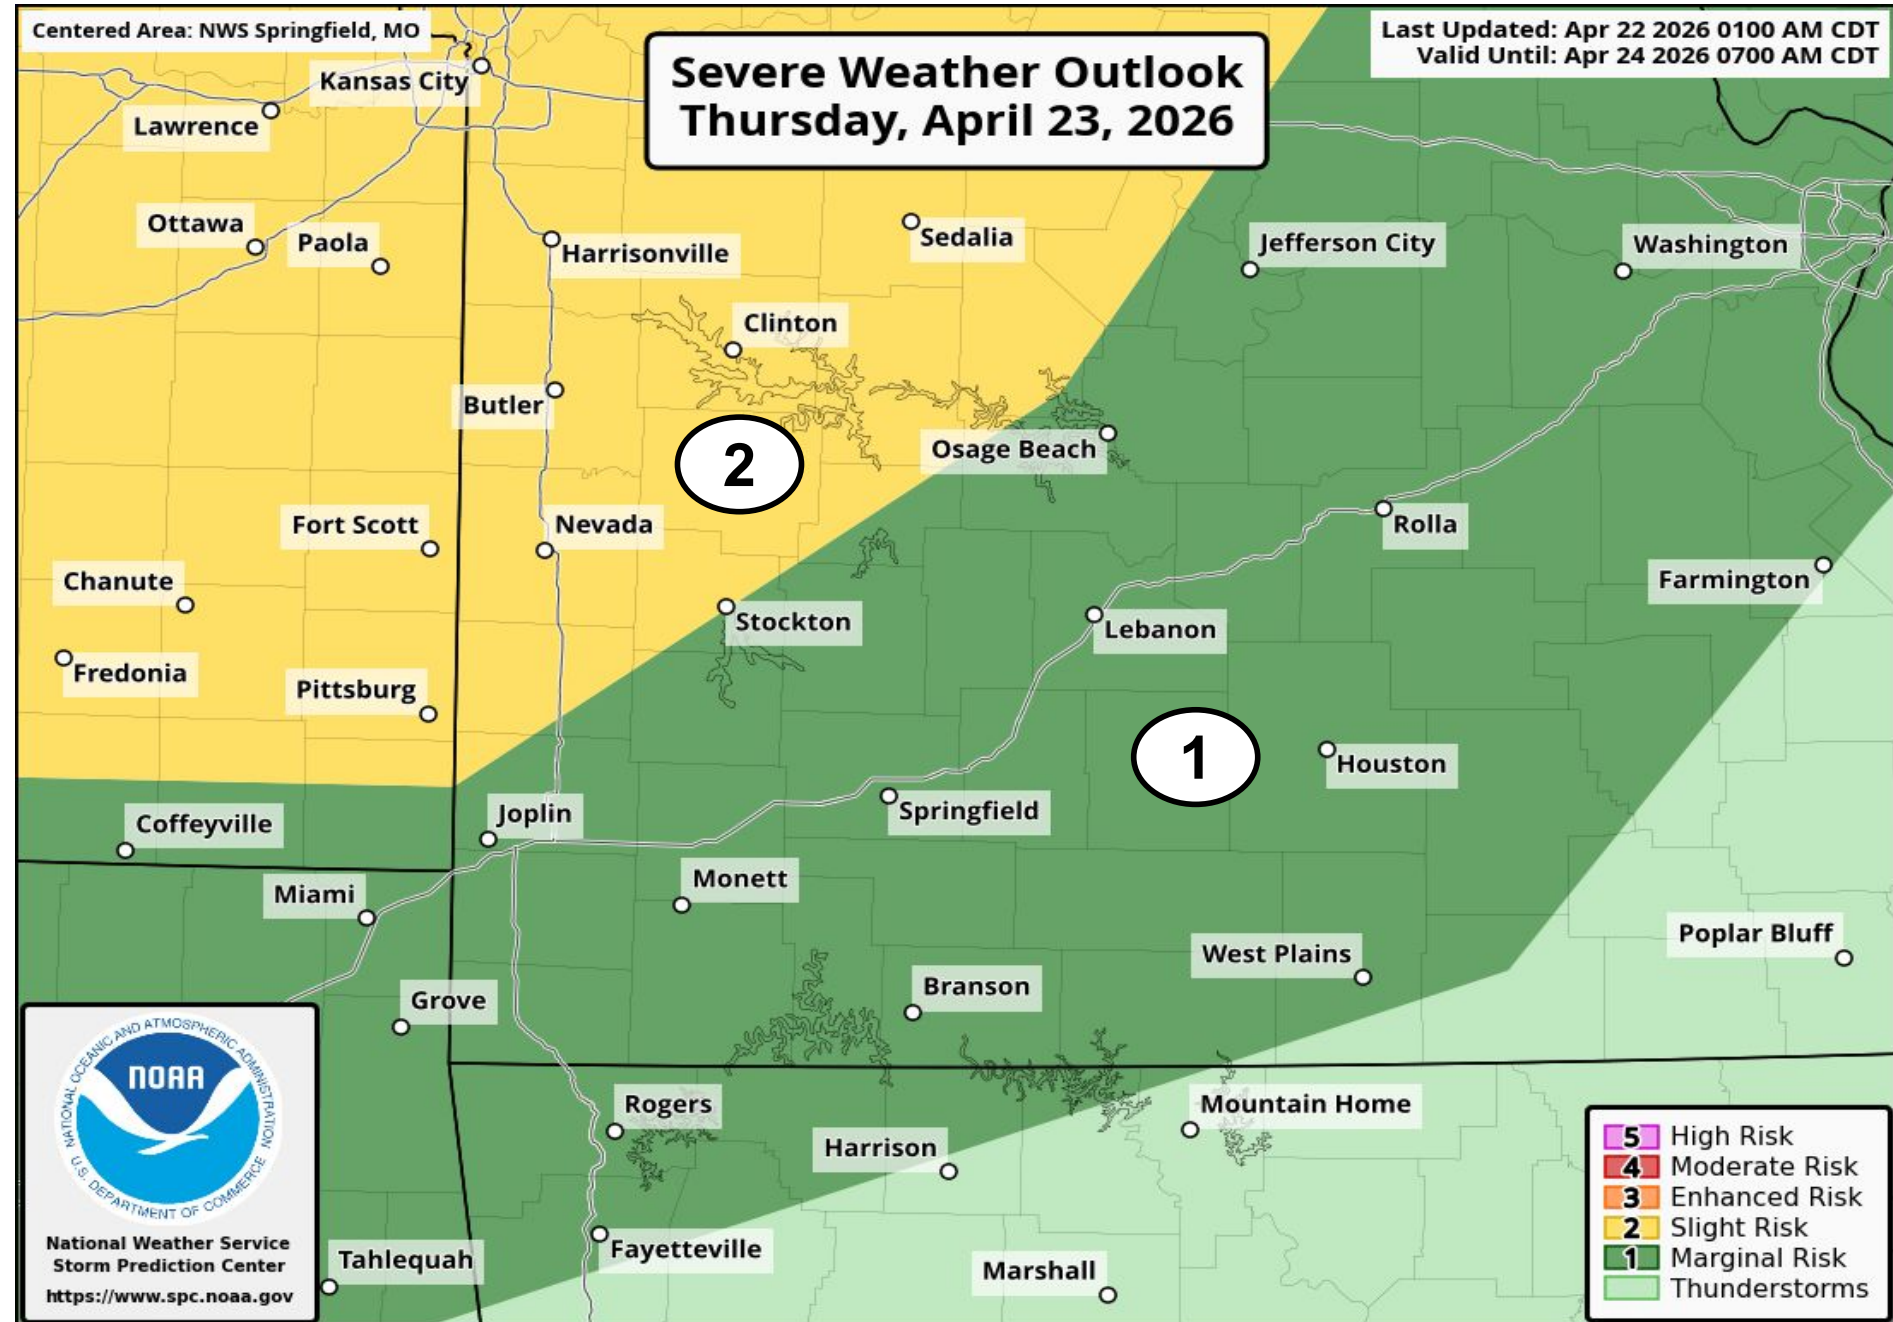 Centered Area: NWS Springfield, MO
Last Updated: Apr 22 2026 0100 AM CDT
Valid Until: Apr 24 2026 0700 AM CDT
Severe Weather Outlook
Thursday, April 23, 2026
Kansas City
Lawrence
Ottawa
Paola
Harrisonville
Sedalia
Jefferson City
Washington
Clinton
Butler
2
Osage Beach
Fort Scott
Nevada
Rolla
Chanute
Farmington
Stockton
Lebanon
Fredonia
Pittsburg
1
Houston
Springfield
Joplin
Coffeyville
Monett
Miami
Poplar Bluff
West Plains
Branson
Grove
Rogers
Mountain Home
Harrison
Fayetteville
Tahlequah
Marshall
NATIONAL OCEANIC AND ATMOSPHERIC ADMINISTRATION
NOAA
U.S. DEPARTMENT OF COMMERCE
National Weather Service
Storm Prediction Center
https://www.spc.noaa.gov
5 High Risk
4 Moderate Risk
3 Enhanced Risk
2 Slight Risk
1 Marginal Risk
Thunderstorms